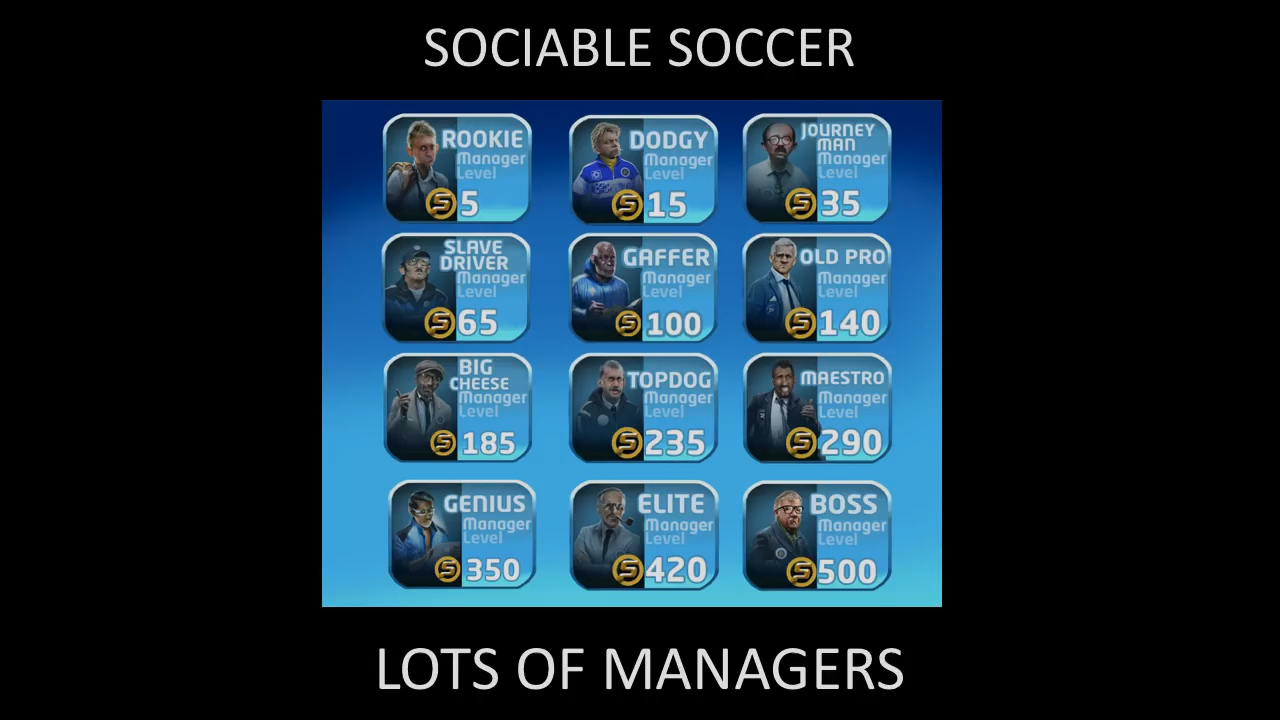 SOCIABLE SOCCER
ROOKIE
Manager
Level
S 5
DODGY
Manager
Level
S 15
JOURNEY
MAN
Manager
Level
S 35
SLAVE
DRIVER
Manager
Level
S 65
GAFFER
Manager
Level
S 100
OLD PRO
Manager
Level
S 140
BIG
CHEESE
Manager
Level
S 185
TOPDOG
Manager
Level
S 235
MAESTRO
Manager
Level
S 290
GENIUS
Manager
Level
S 350
ELITE
Manager
Level
S 420
BOSS
Manager
Level
S 500
LOTS OF MANAGERS